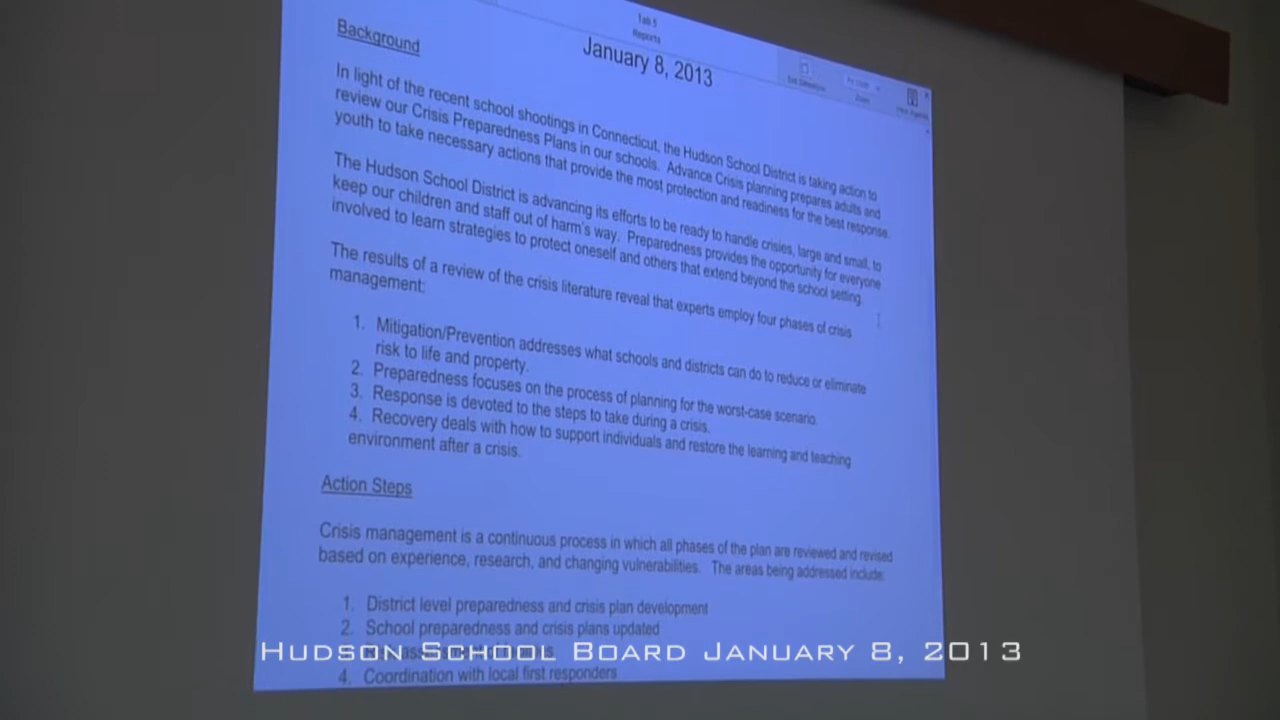 Tab 5
Reports
January 8, 2013
Background
In light of the recent school shootings in Connecticut, the Hudson School District is taking action to
review our Crisis Preparedness Plans in our schools. Advance Crisis planning prepares adults and
youth to take necessary actions that provide the most protection and readiness for the best response.
The Hudson School District is advancing its efforts to be ready to handle crisies, large and small, to
keep our children and staff out of harm's way. Preparedness provides the opportunity for everyone
involved to learn strategies to protect oneself and others that extend beyond the school setting.
The results of a review of the crisis literature reveal that experts employ four phases of crisis
management:
1. Mitigation/Prevention addresses what schools and districts can do to reduce or eliminate
risk to life and property.
2. Preparedness focuses on the process of planning for the worst-case scenario.
3. Response is devoted to the steps to take during a crisis.
4. Recovery deals with how to support individuals and restore the learning and teaching
environment after a crisis.
Action Steps
Crisis management is a continuous process in which all phases of the plan are reviewed and revised
based on experience, research, and changing vulnerabilities. The areas being addressed include:
1. District level preparedness and crisis plan development
2. School preparedness and crisis plans updated
4. Coordination with local first responders
Hudson School Board January 8, 2013